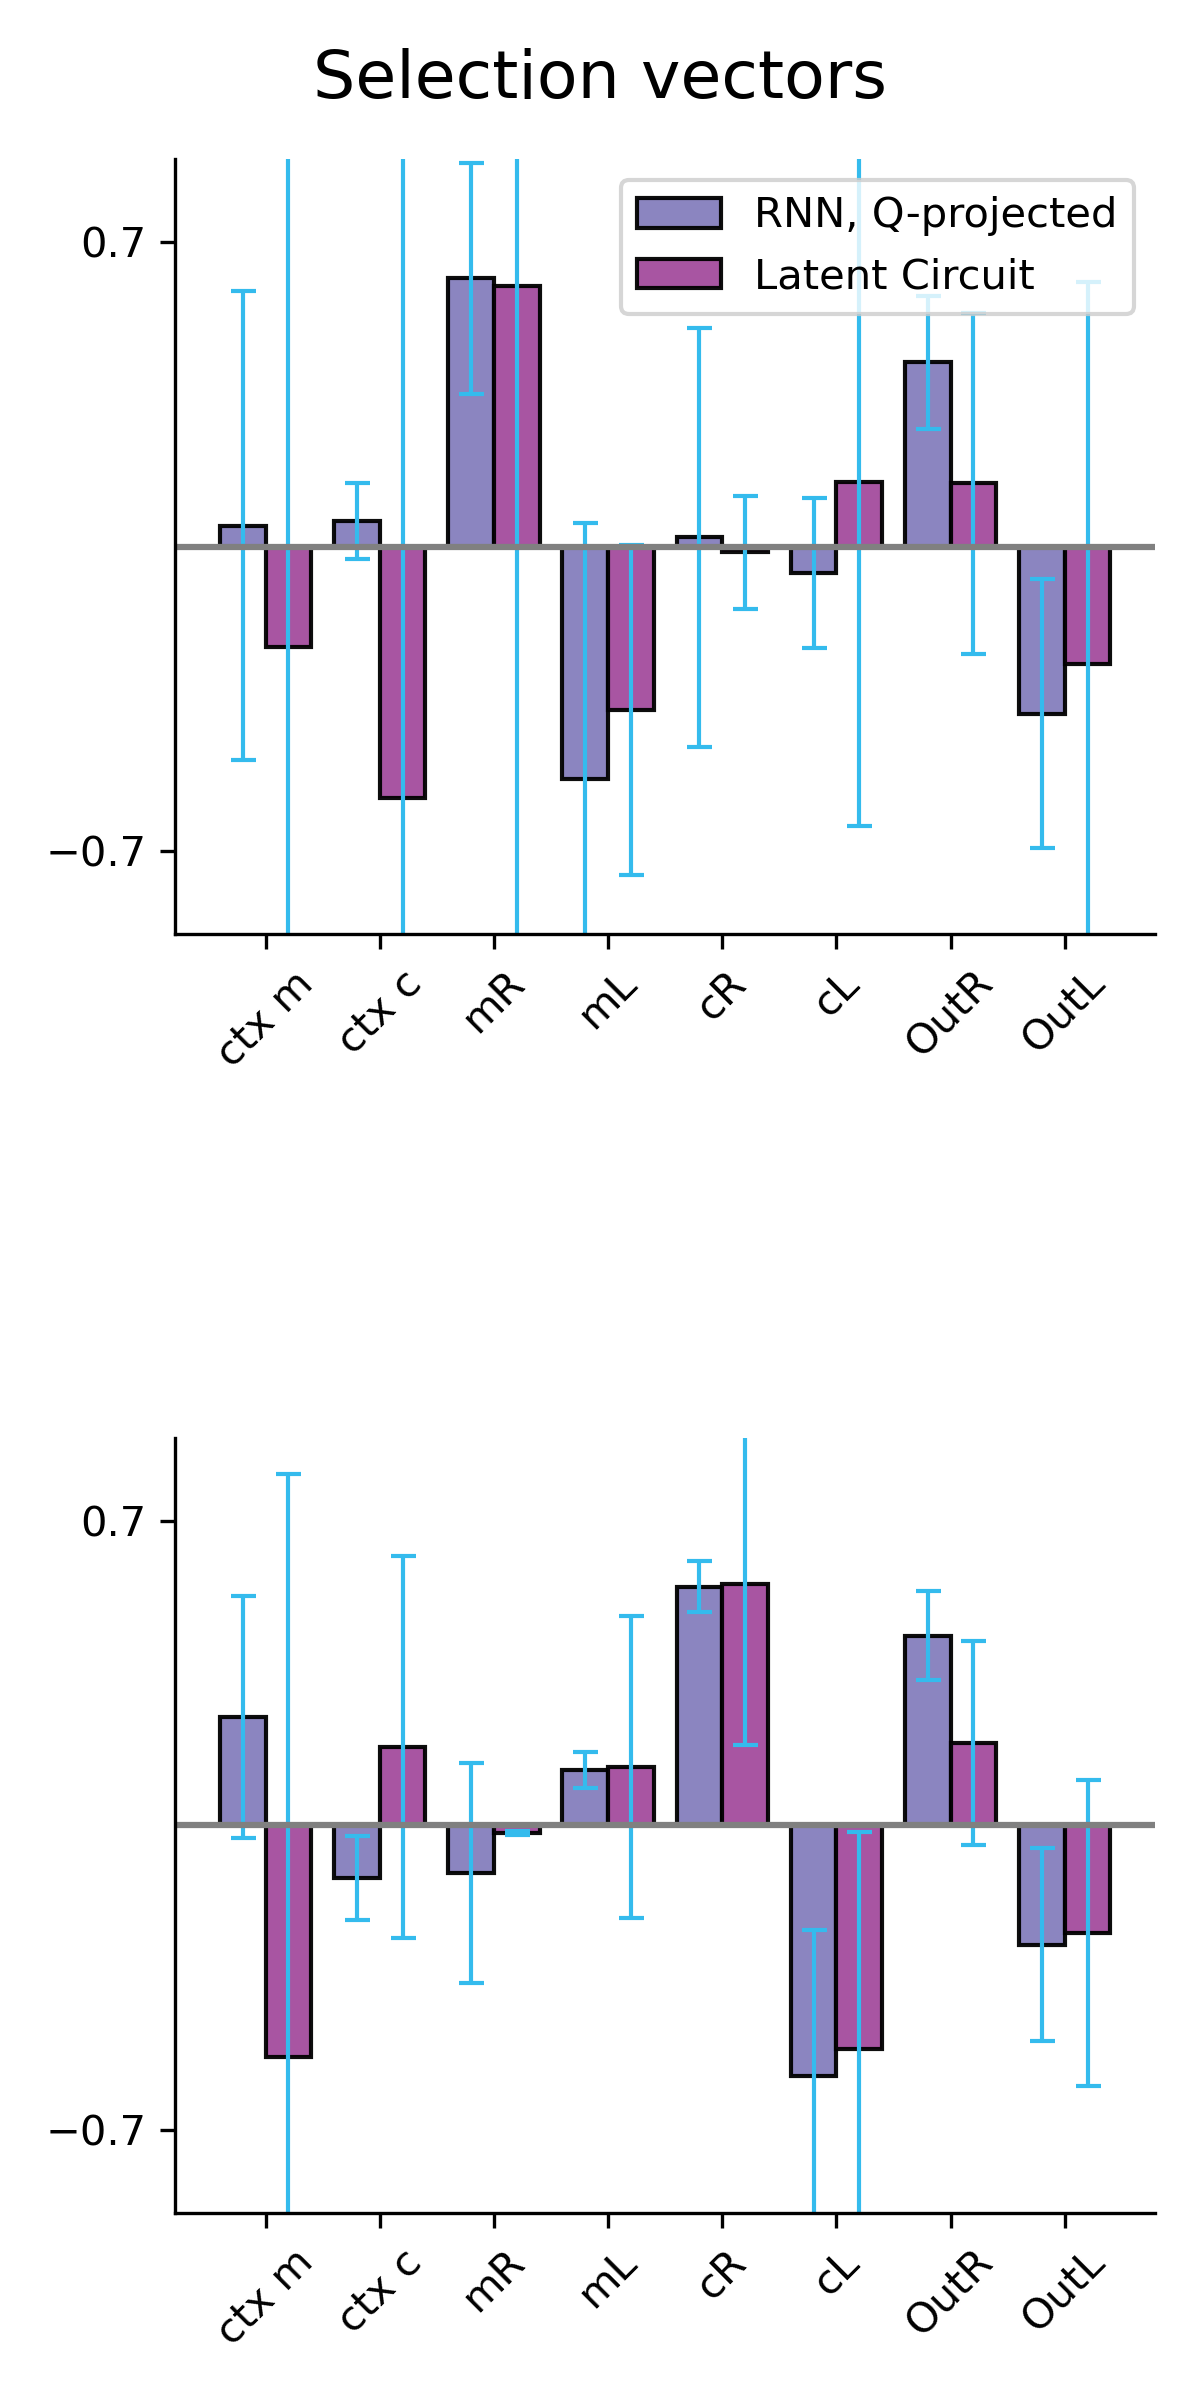 Selection vectors
RNN, Q-projected
Latent Circuit
0.7
−0.7
ctx m
ctx c
mR
mL
cR
cL
OutR
OutL
0.7
−0.7
ctx m
ctx c
mR
mL
cR
cL
OutR
OutL